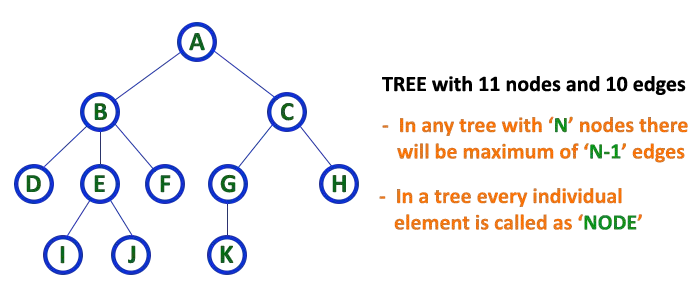 A
B C
D E F G H
I J K
TREE with 11 nodes and 10 edges
- In any tree with ‘N’ nodes there
will be maximum of ‘N-1’ edges
- In a tree every individual
element is called as ‘NODE’